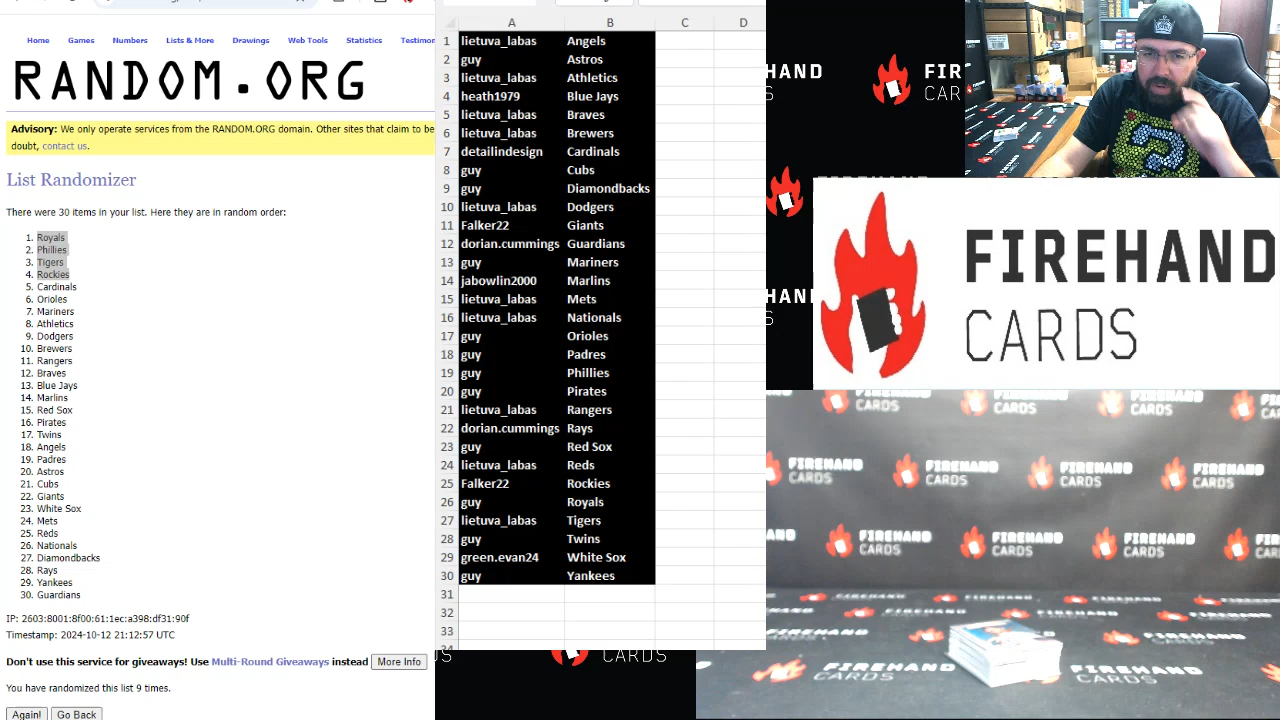 Home Games Numbers Lists & More Drawings Web Tools Statistics Testimon
RANDOM.ORG
Advisory: We only operate services from the RANDOM.ORG domain. Other sites that claim to be
doubt, contact us.
List Randomizer
There were 30 items in your list. Here they are in random order:
1. Royals
2. Phillies
3. Tigers
4. Rockies
5. Cardinals
6. Orioles
7. Mariners
8. Athletics
9. Dodgers
10. Brewers
11. Rangers
12. Braves
13. Blue Jays
14. Marlins
15. Red Sox
16. Pirates
17. Twins
18. Angels
19. Padres
20. Astros
21. Cubs
22. Giants
23. White Sox
24. Mets
25. Reds
26. Nationals
27. Diamondbacks
28. Rays
29. Yankees
30. Guardians
IP: 2603:8001:8f00:61:1ec:a398:df31:90f
Timestamp: 2024-10-12 21:12:57 UTC
Don't use this service for giveaways! Use Multi-Round Giveaways instead More Info
You have randomized this list 9 times.
Again! Go Back
A B C D
1 lietuva_labas Angels
2 guy Astros
3 lietuva_labas Athletics
4 heath1979 Blue Jays
5 lietuva_labas Braves
6 lietuva_labas Brewers
7 detailindesign Cardinals
8 guy Cubs
9 guy Diamondbacks
10 lietuva_labas Dodgers
11 Falker22 Giants
12 dorian.cummings Guardians
13 guy Mariners
14 jabowlin2000 Marlins
15 lietuva_labas Mets
16 lietuva_labas Nationals
17 guy Orioles
18 guy Padres
19 guy Phillies
20 guy Pirates
21 lietuva_labas Rangers
22 dorian.cummings Rays
23 guy Red Sox
24 lietuva_labas Reds
25 Falker22 Rockies
26 guy Royals
27 lietuva_labas Tigers
28 guy Twins
29 green.evan24 White Sox
30 guy Yankees
31
32
33
FIREHAND
CARDS